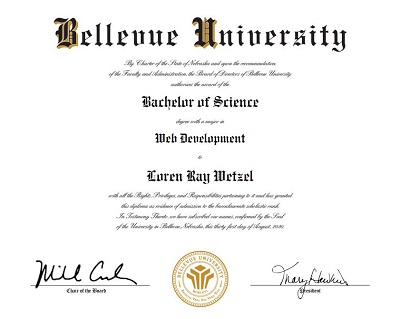 Bellevue University
By Charter of the State of Nebraska and upon the recommendation
of the Faculty and Administration, the Board of Directors of Bellevue University
authorizes the award of the
Bachelor of Science
degree with a major in
Web Development
to
Loren Ray Wetzel
with all the Rights, Privileges, and Responsibilities pertaining to it and has granted
this diploma as evidence of admission to the baccalaureate scholastic rank.
In Testimony Thereto, we have subscribed our names, confirmed by the Seal
of the University in Bellevue, Nebraska, this thirty first day of August, 2020.
Chair of the Board
BELLEVUE UNIVERSITY
President